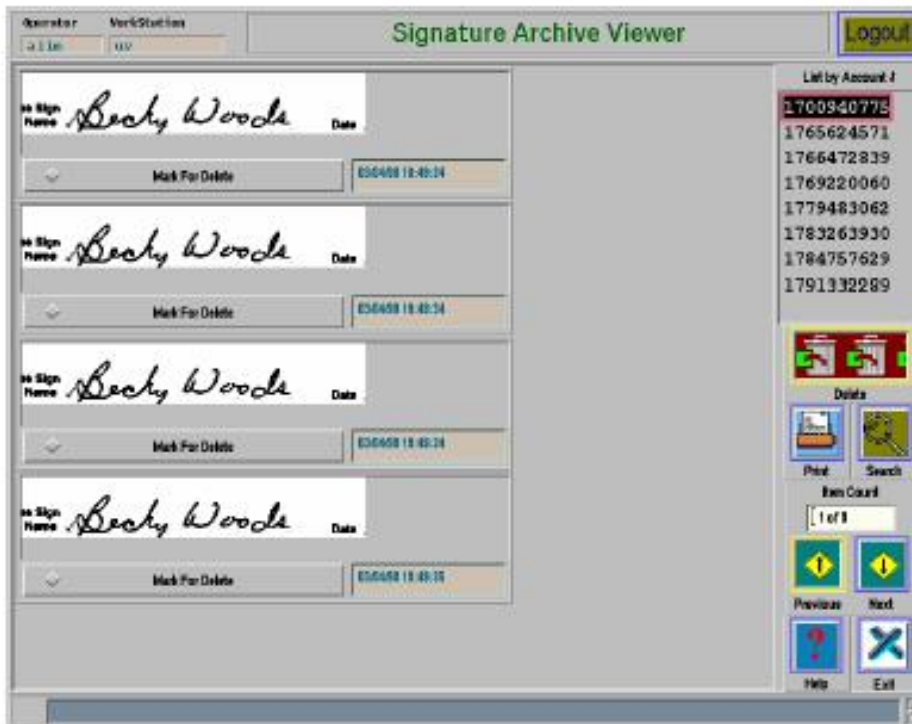 Operator WorkStation
alim uv
Signature Archive Viewer
Logout
Sign
Name Becky Woods Date
Mark For Delete
Sign
Name Becky Woods Date
Mark For Delete
Sign
Name Becky Woods Date
Mark For Delete
Sign
Name Becky Woods Date
Mark For Delete
List by Account #
1700940775
1765624571
1766472839
1769220060
1779483062
1783263930
1784757629
1791332289
Delete
Print Search
Item Count
Previous Next
Help Exit